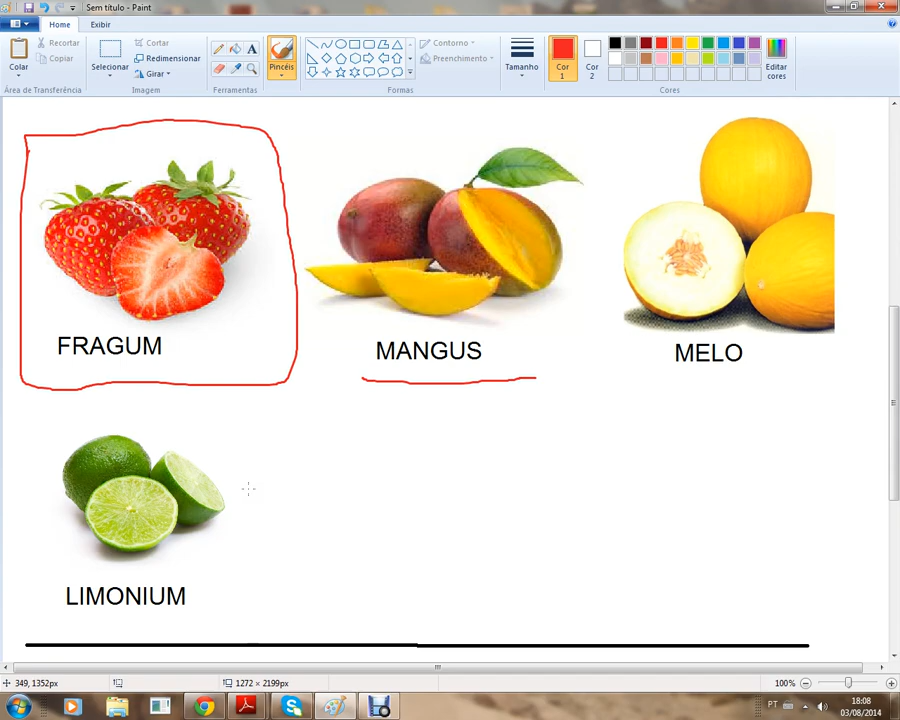 Sem título - Paint
Home
Exibir
Colar
Recortar
Copiar
Área de Transferência
Selecionar
Cortar
Redimensionar
Girar
Imagem
A
Ferramentas
Pincéis
Contorno
Preenchimento
Formas
Tamanho
Cor 1
Cor 2
Editar cores
Cores
FRAGUM
MANGUS
MELO
LIMONIUM
349, 1352px
1272 × 2199px
100%
PT
18:08
03/08/2014